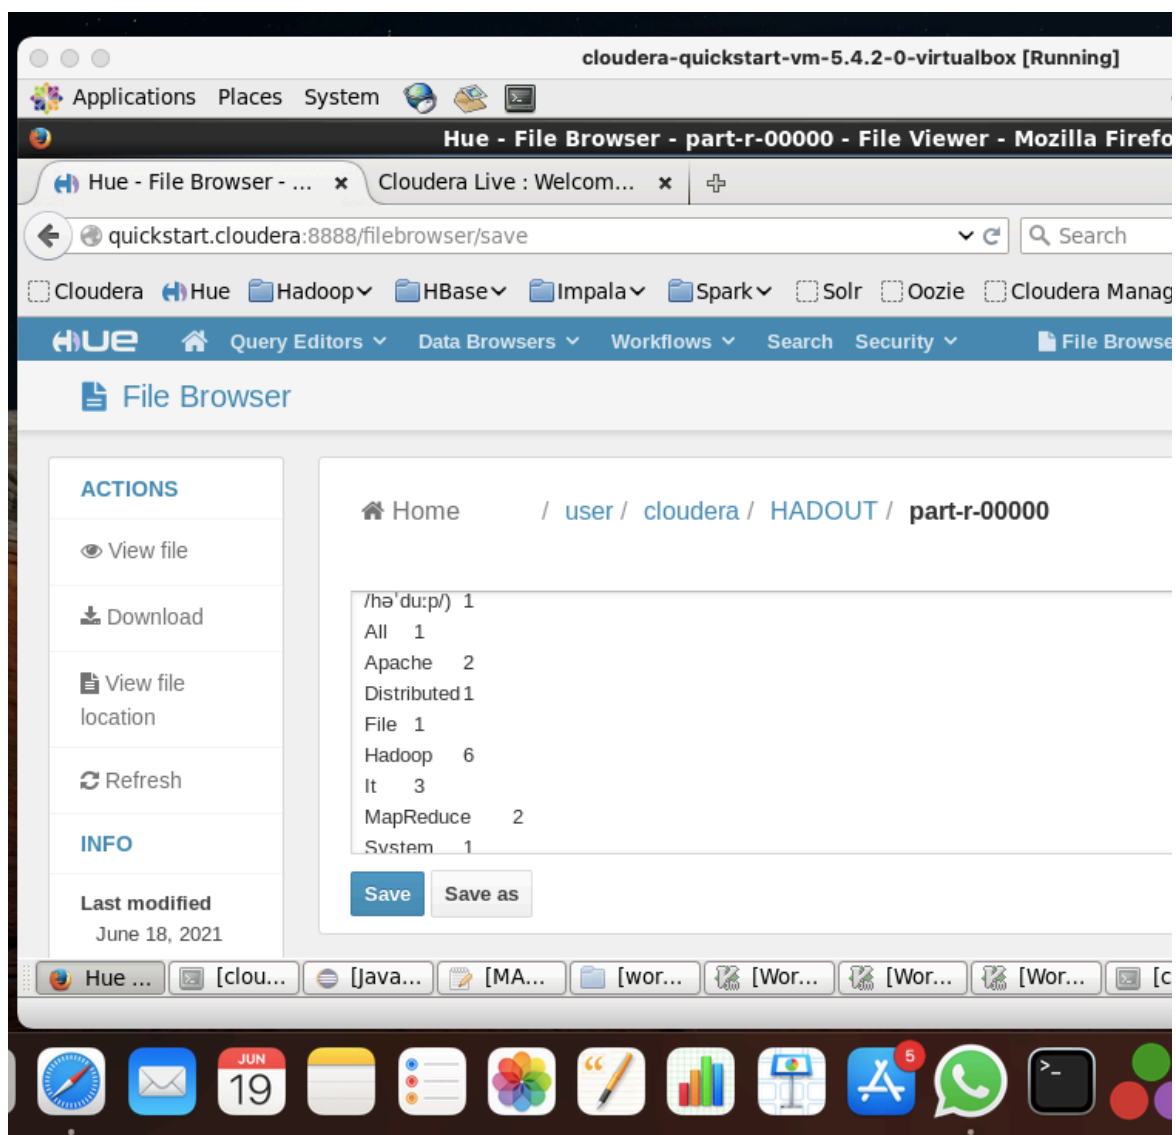 cloudera-quickstart-vm-5.4.2-0-virtualbox [Running]
Applications Places System
Hue - File Browser - part-r-00000 - File Viewer - Mozilla Firefo
Hue - File Browser - ... × Cloudera Live : Welcom... ×
quickstart.cloudera:8888/filebrowser/save Search
Cloudera Hue Hadoop HBase Impala Spark Solr Oozie Cloudera Manag
HUE Query Editors Data Browsers Workflows Search Security File Browse
File Browser
ACTIONS
View file
Download
View file
location
Refresh
INFO
Last modified
June 18, 2021
Home / user / cloudera / HADOUT / part-r-00000
/həˈduːp/) 1
All 1
Apache 2
Distributed 1
File 1
Hadoop 6
It 3
MapReduce 2
System 1
Save Save as
Hue ... [clou... [Java... [MA... [wor... [Wor... [Wor... [Wor... [c
JUN
19
5
>_